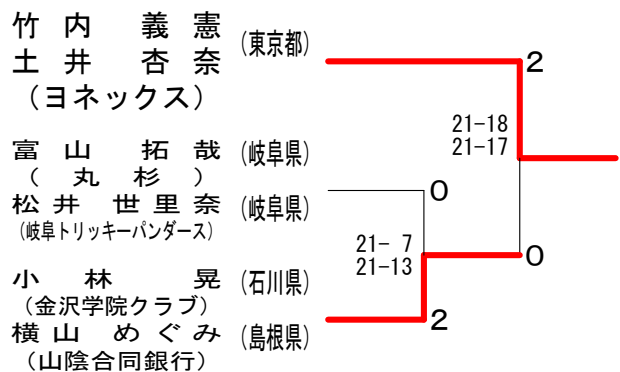 竹内 義憲
土井 杏奈
(東京都)
(ヨネックス)
富山 拓哉 (岐阜県)
(丸杉)
松井 世里奈 (岐阜県)
(岐阜トリッキーパンダース)
小林 晃 (石川県)
(金沢学院クラブ)
横山 めぐみ (島根県)
(山陰合同銀行)
2
21-18
21-17
0
21- 7
21-13
0
2